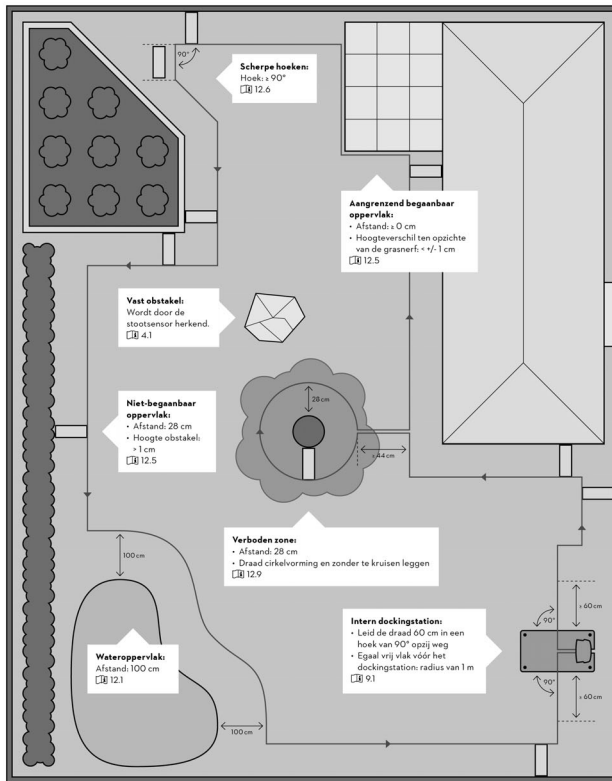 90°
Scherpe hoeken:
Hoek: ≥ 90°
12.6
Aangrenzend begaanbaar
oppervlak:
• Afstand: ≥ 0 cm
• Hoogteverschil ten opzichte
van de grasnerf: < +/- 1 cm
12.5
Vast obstakel:
Wordt door de
stootsensor herkend.
4.1
28 cm
Niet-begaanbaar
oppervlak:
• Afstand: 28 cm
• Hoogte obstakel:
> 1 cm
12.5
≤ 44 cm
Verboden zone:
• Afstand: 28 cm
• Draad cirkelvorming en zonder te kruisen leggen
12.9
100 cm
≥ 60 cm
90°
Intern dockingstation:
• Leid de draad 60 cm in een
hoek van 90° opzij weg
• Egaal vrij vlak vóór het
dockingstation: radius van 1 m
9.1
90°
≥ 60 cm
Wateroppervlak:
Afstand: 100 cm
12.1
100 cm